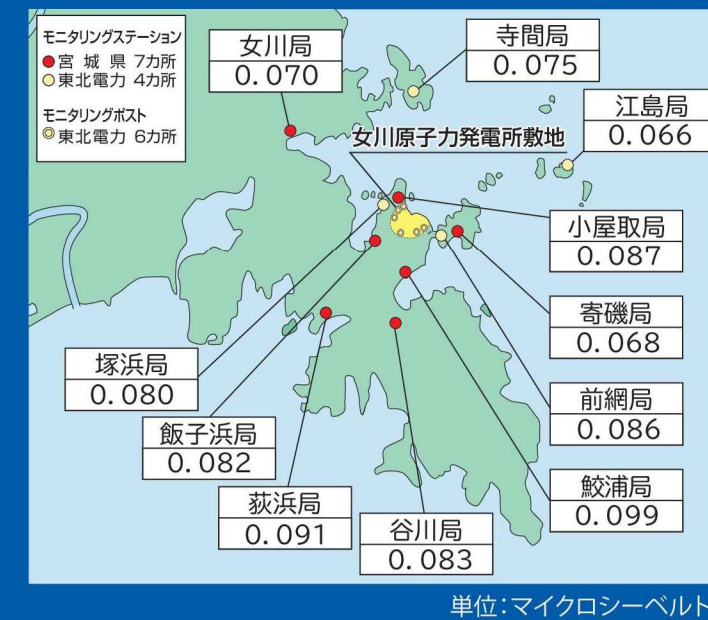 モニタリングステーション
宮城県 7カ所
東北電力 4カ所
モニタリングポスト
東北電力 6カ所
女川局
0.070
寺間局
0.075
江島局
0.066
女川原子力発電所敷地
小屋取局
0.087
寄磯局
0.068
前網局
0.086
鮫浦局
0.099
塚浜局
0.080
飯子浜局
0.082
荻浜局
0.091
谷川局
0.083
単位:マイクロシーベルト